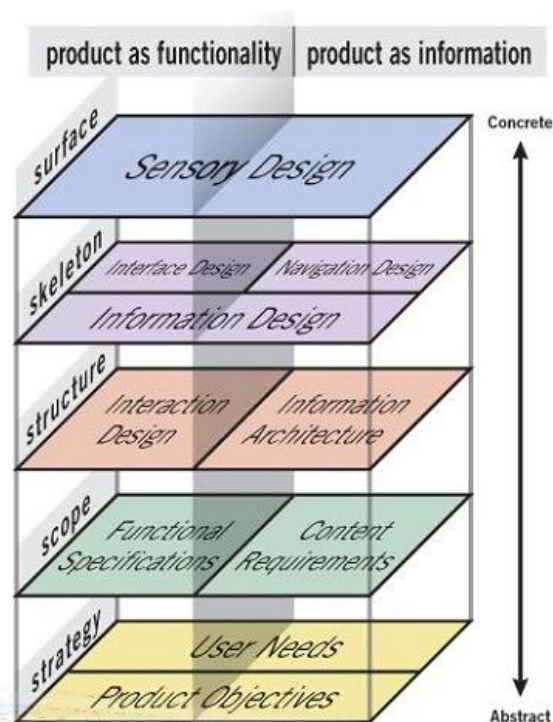 product as functionality
product as information
Concrete
surface
Sensory Design
skeleton
Interface Design
Navigation Design
Information Design
structure
Interaction
Design
Information
Architecture
scope
Functional
Specifications
Content
Requirements
strategy
User Needs
Product Objectives
Abstract